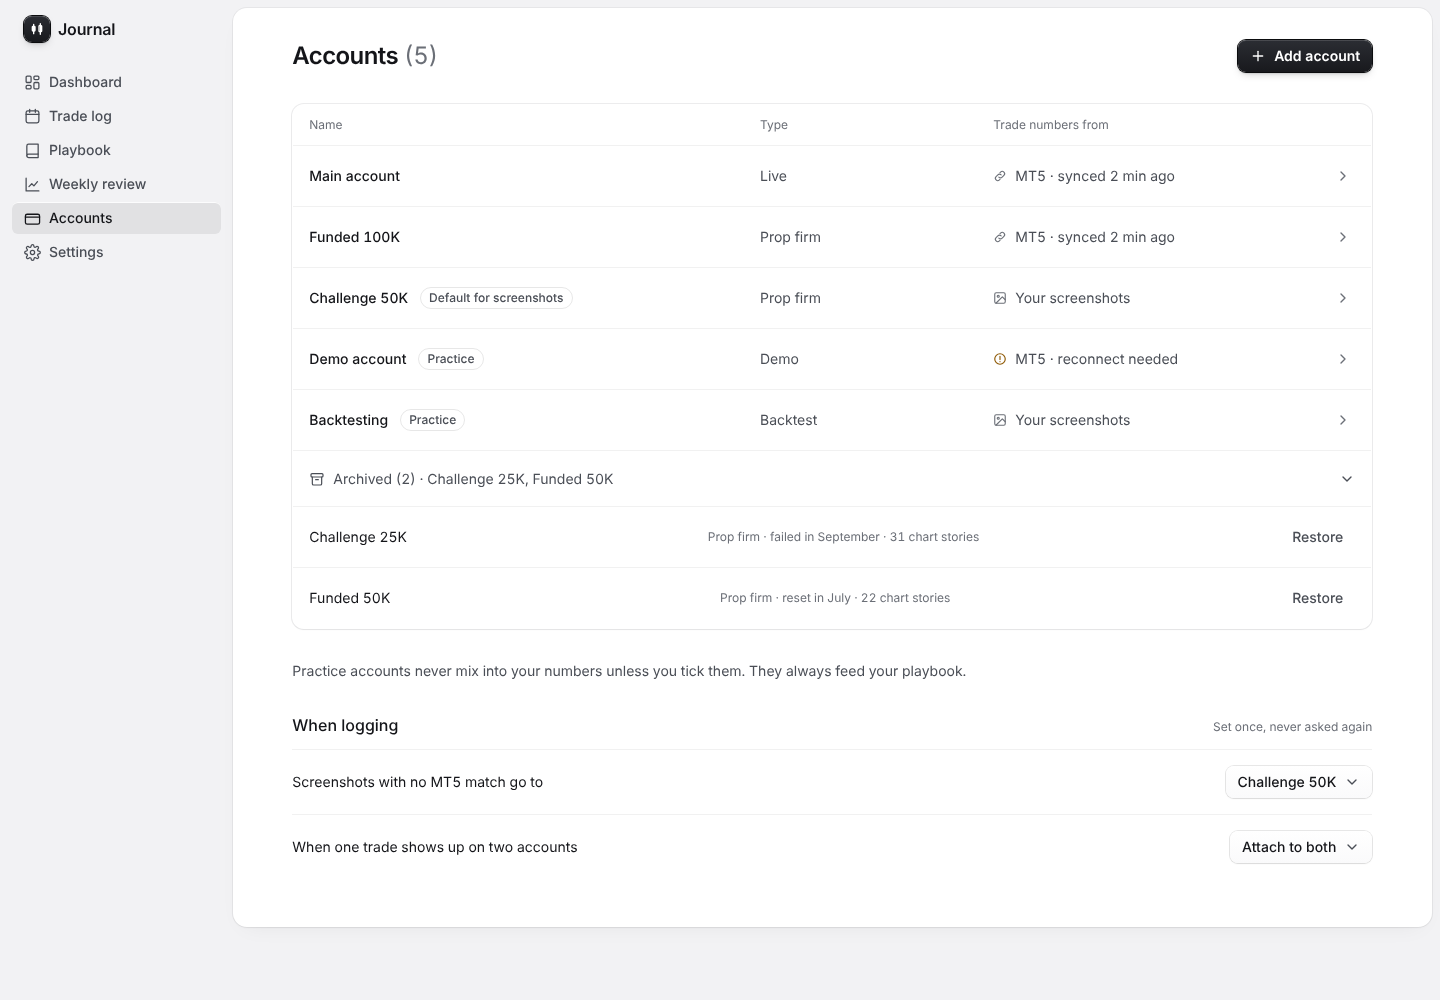 Journal
Dashboard
Trade log
Playbook
Weekly review
Accounts
Settings
Accounts (5)
Add account
Name Type Trade numbers from
Main account Live MT5 · synced 2 min ago
Funded 100K Prop firm MT5 · synced 2 min ago
Challenge 50K Default for screenshots Prop firm Your screenshots
Demo account Practice Demo MT5 · reconnect needed
Backtesting Practice Backtest Your screenshots
Archived (2) · Challenge 25K, Funded 50K
Challenge 25K Prop firm · failed in September · 31 chart stories Restore
Funded 50K Prop firm · reset in July · 22 chart stories Restore
Practice accounts never mix into your numbers unless you tick them. They always feed your playbook.
When logging Set once, never asked again
Screenshots with no MT5 match go to Challenge 50K
When one trade shows up on two accounts Attach to both